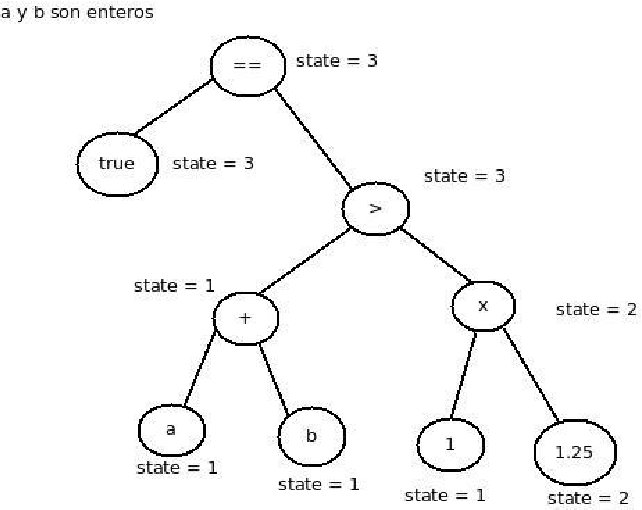 a y b son enteros
== state = 3
true state = 3
state = 3
>
state = 1
+
x
state = 2
a
b
1
1.25
state = 1
state = 1
state = 1
state = 2